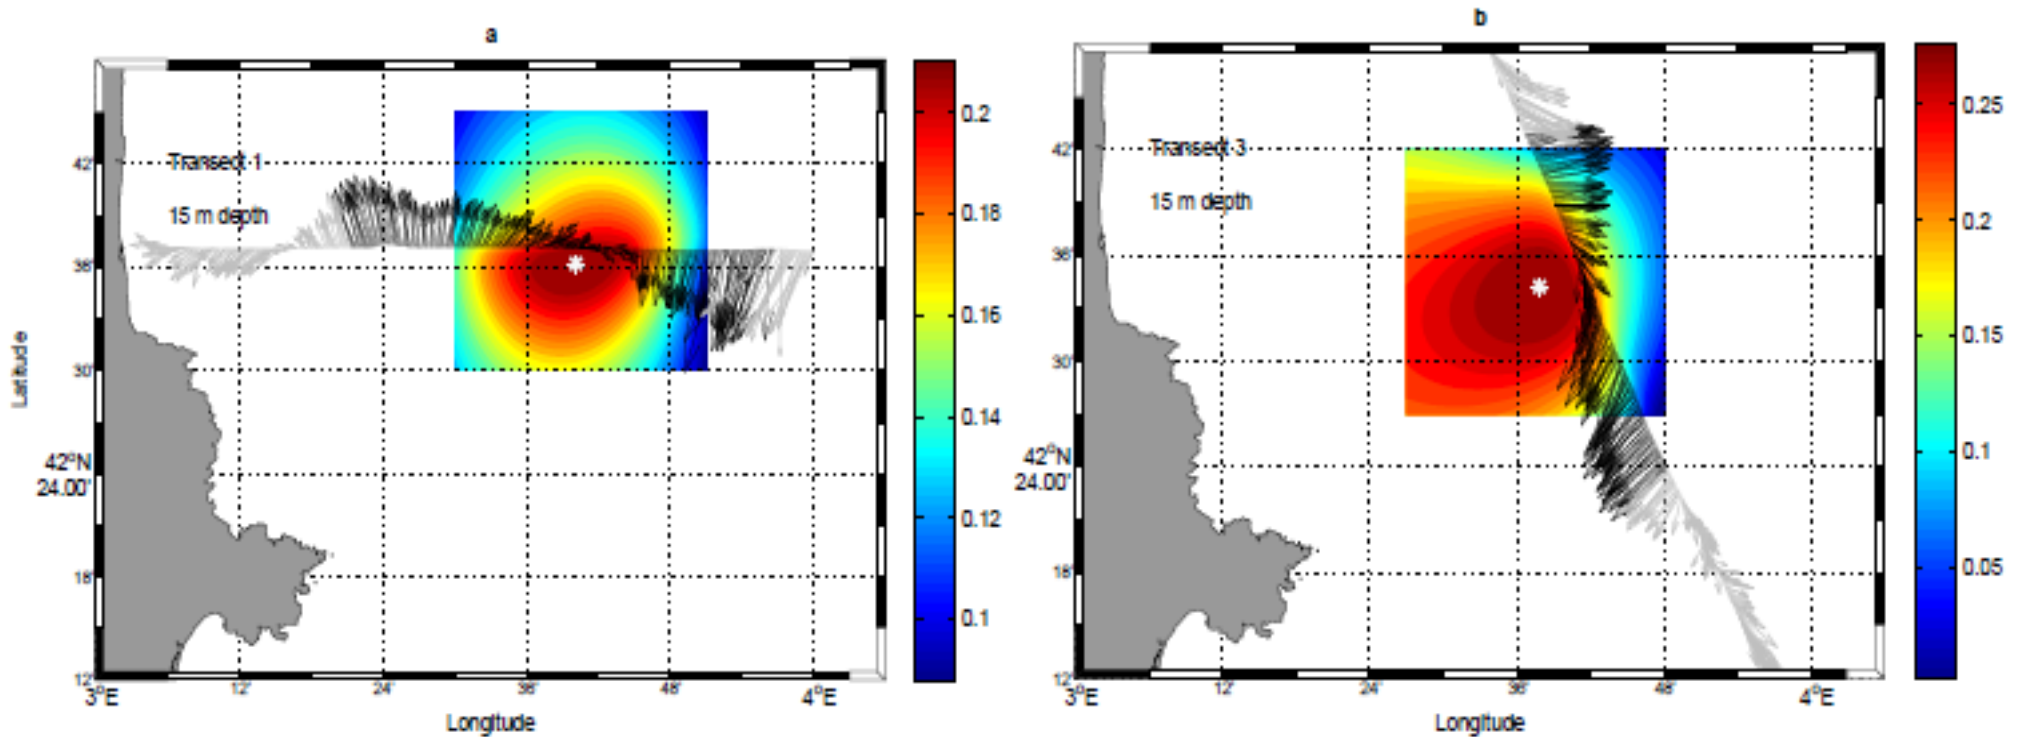 a
Transect 1
15 m depth
Latitude
42'
36'
30'
42°N
24.00'
18'
12'
3°E
12'
24'
36'
48'
4°E
Longitude
0.2
0.18
0.16
0.14
0.12
0.1
b
Transect 3
15 m depth
42'
36'
30'
42°N
24.00'
18'
12'
3°E
12'
24'
36'
48'
4°E
Longitude
0.25
0.2
0.15
0.1
0.05